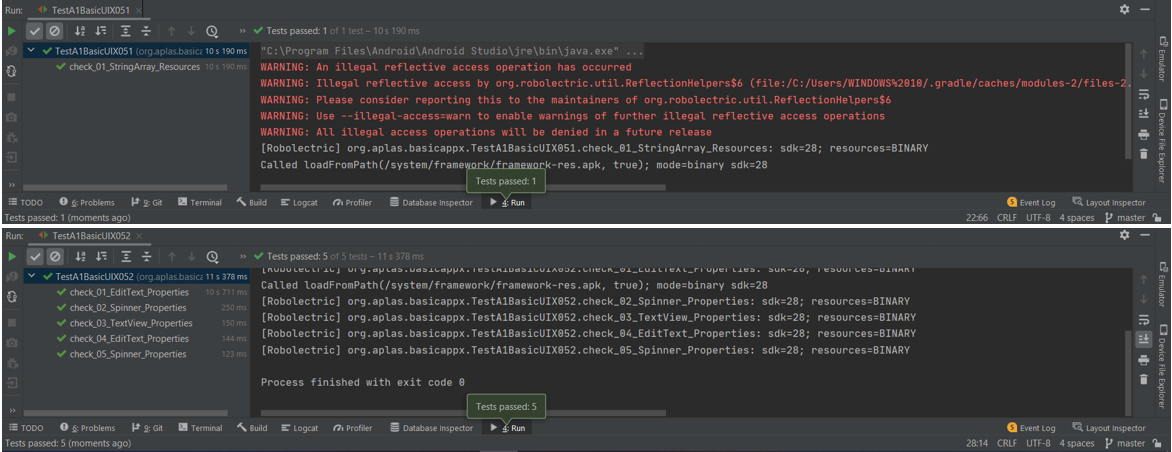 Run: TestA1BasicUIX051 ×
Tests passed: 1 of 1 test – 10 s 190 ms
TestA1BasicUIX051 (org.aplas.basica 10 s 190 ms
check_01_StringArray_Resources 10 s 190 ms
"C:\Program Files\Android\Android Studio\jre\bin\java.exe" ...
WARNING: An illegal reflective access operation has occurred
WARNING: Illegal reflective access by org.robolectric.util.ReflectionHelpers$6 (file:/C:/Users/WINDOWS%2010/.gradle/caches/modules-2/files-2.
WARNING: Please consider reporting this to the maintainers of org.robolectric.util.ReflectionHelpers$6
WARNING: Use --illegal-access=warn to enable warnings of further illegal reflective access operations
WARNING: All illegal access operations will be denied in a future release
[Robolectric] org.aplas.basicappx.TestA1BasicUIX051.check_01_StringArray_Resources: sdk=28; resources=BINARY
Called loadFromPath(/system/framework/framework-res.apk, true); mode=binary sdk=28
Tests passed: 1
Emulator
Device File Explorer
TODO 6: Problems 9: Git Terminal Build Logcat Profiler Database Inspector 4: Run 5 Event Log Layout Inspector
Tests passed: 1 (moments ago) 22:66 CRLF UTF-8 4 spaces master
Run: TestA1BasicUIX052 ×
Tests passed: 5 of 5 tests – 11 s 378 ms
TestA1BasicUIX052 (org.aplas.basica 11 s 378 ms
check_01_EditText_Properties 10 s 711 ms
check_02_Spinner_Properties 250 ms
check_03_TextView_Properties 150 ms
check_04_EditText_Properties 144 ms
check_05_Spinner_Properties 123 ms
[Robolectric] org.aplas.basicappx.TestA1BasicUIX052.check_01_EditText_Properties: sdk=28; resources=BINARY
Called loadFromPath(/system/framework/framework-res.apk, true); mode=binary sdk=28
[Robolectric] org.aplas.basicappx.TestA1BasicUIX052.check_02_Spinner_Properties: sdk=28; resources=BINARY
[Robolectric] org.aplas.basicappx.TestA1BasicUIX052.check_03_TextView_Properties: sdk=28; resources=BINARY
[Robolectric] org.aplas.basicappx.TestA1BasicUIX052.check_04_EditText_Properties: sdk=28; resources=BINARY
[Robolectric] org.aplas.basicappx.TestA1BasicUIX052.check_05_Spinner_Properties: sdk=28; resources=BINARY
Process finished with exit code 0
Tests passed: 5
Emulator
Device File Explorer
TODO 6: Problems 9: Git Terminal Build Logcat Profiler Database Inspector 4: Run 5 Event Log Layout Inspector
Tests passed: 5 (moments ago) 28:14 CRLF UTF-8 4 spaces master